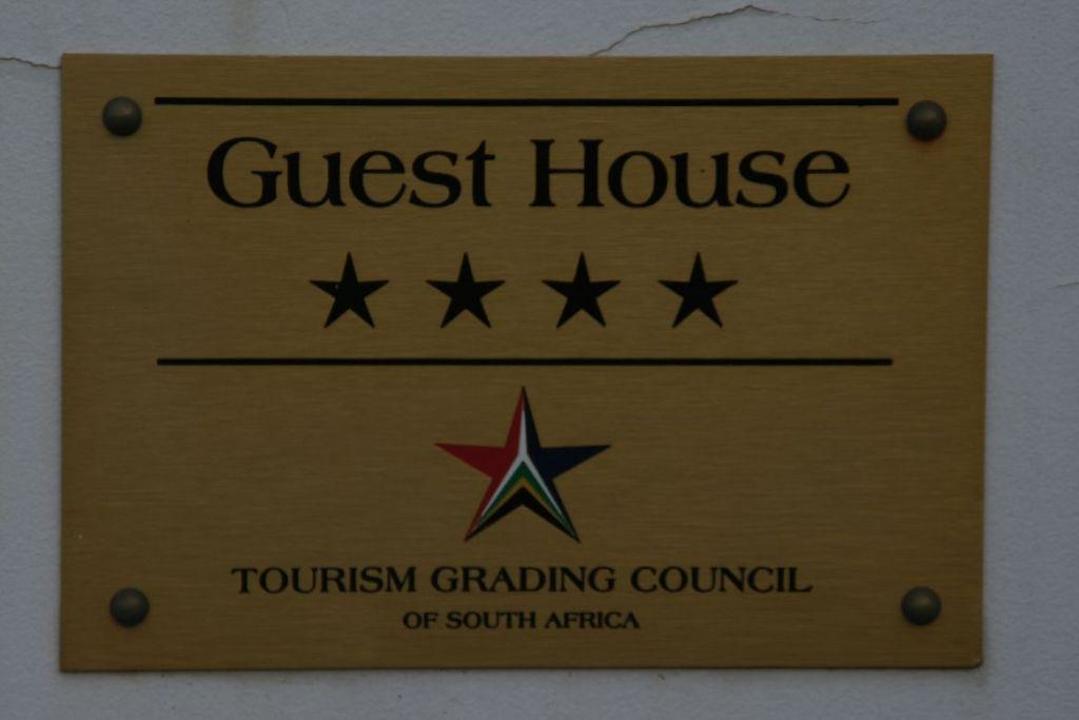 Guest House
TOURISM GRADING COUNCIL
OF SOUTH AFRICA